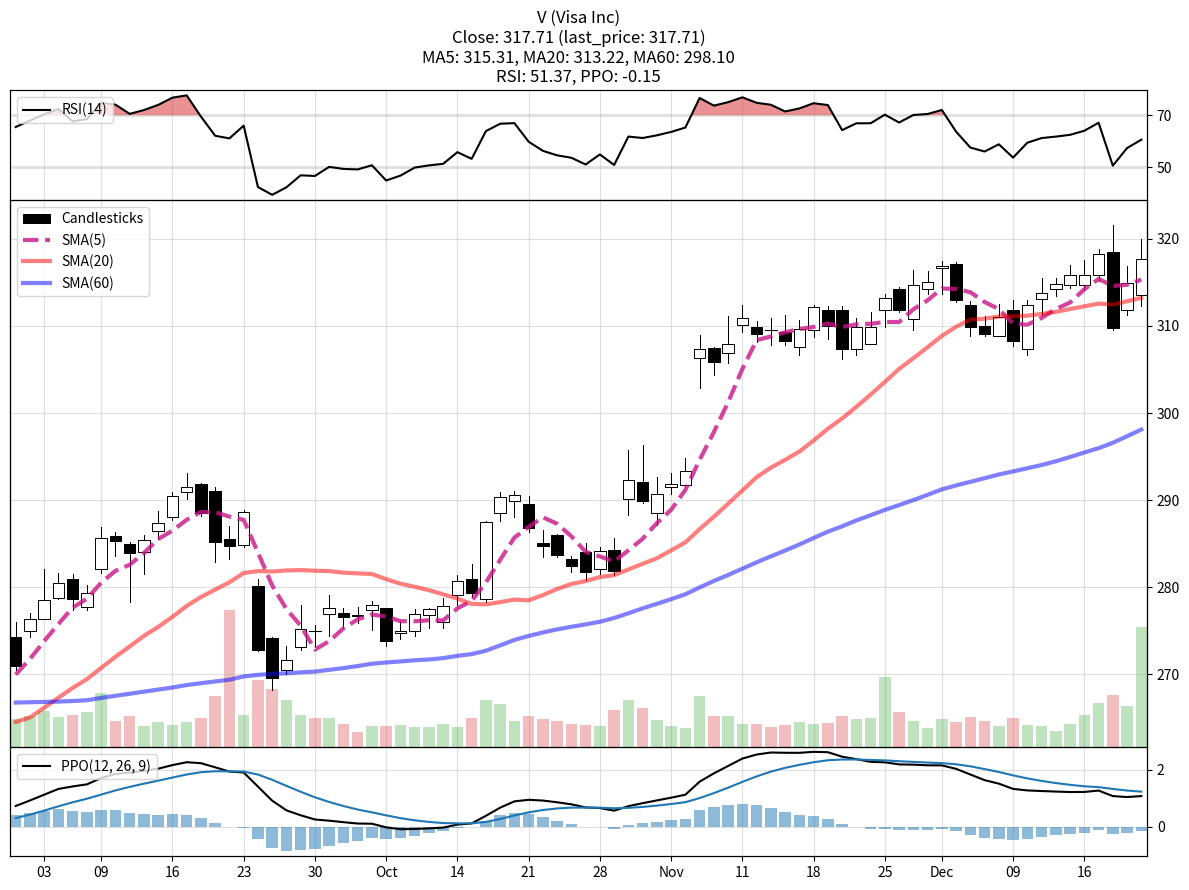 V (Visa Inc)
Close: 317.71 (last_price: 317.71)
MA5: 315.31, MA20: 313.22, MA60: 298.10
RSI: 51.37, PPO: -0.15
RSI(14)
70
50
Candlesticks
SMA(5)
SMA(20)
SMA(60)
320
310
300
290
280
270
PPO(12, 26, 9)
2
0
03 09 16 23 30 Oct 14 21 28 Nov 11 18 25 Dec 09 16